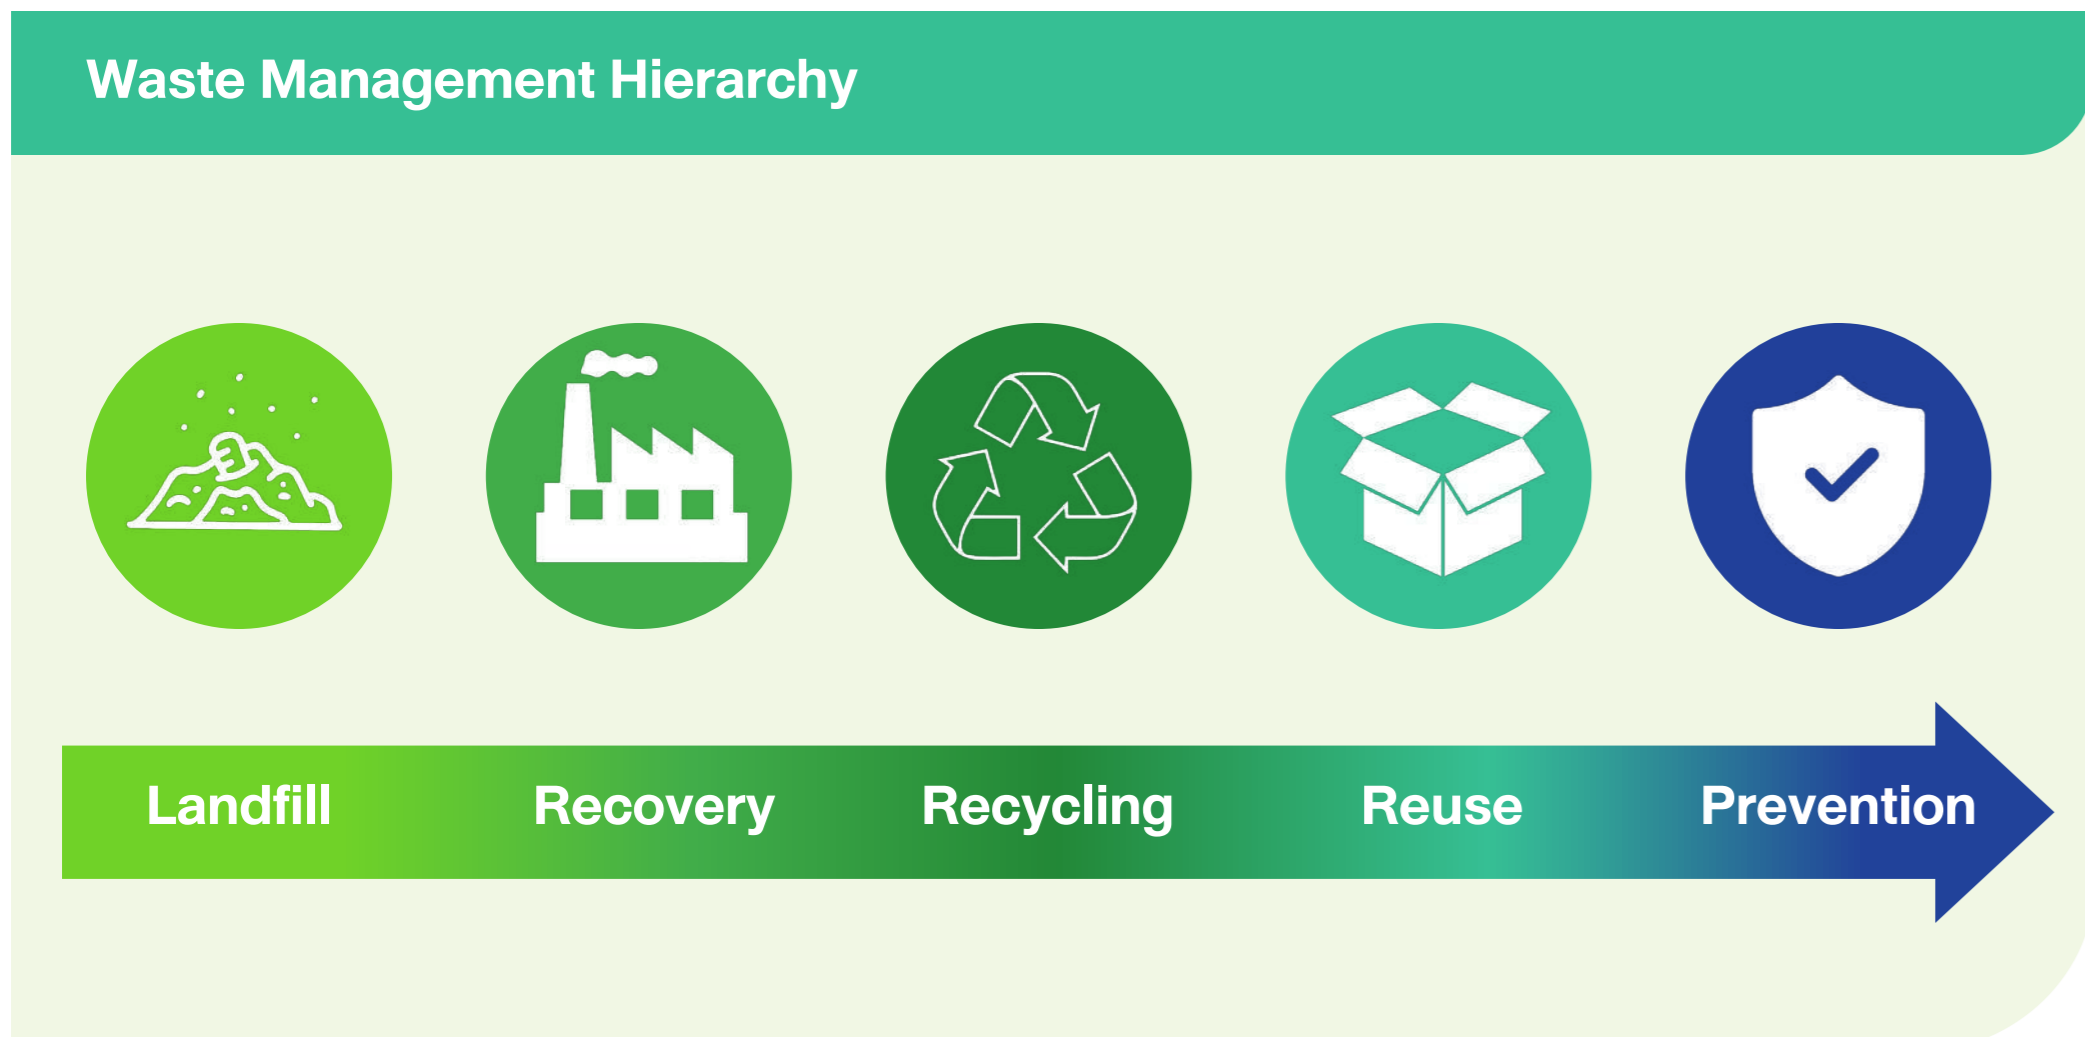 Waste Management Hierarchy
Landfill Recovery Recycling Reuse Prevention